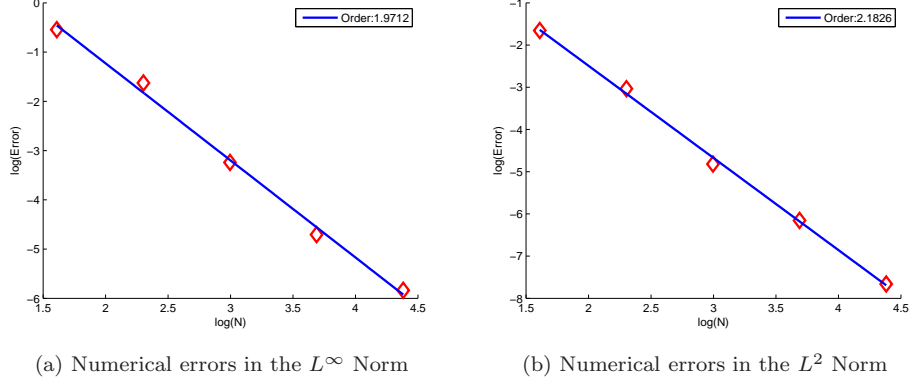 Order:1.9712
0
−1
−2
−3
−4
−5
−6
log(Error)
1.5 2 2.5 3 3.5 4 4.5
log(N)
(a) Numerical errors in the L∞ Norm
Order:2.1826
−1
−2
−3
−4
−5
−6
−7
−8
log(Error)
1.5 2 2.5 3 3.5 4 4.5
log(N)
(b) Numerical errors in the L² Norm